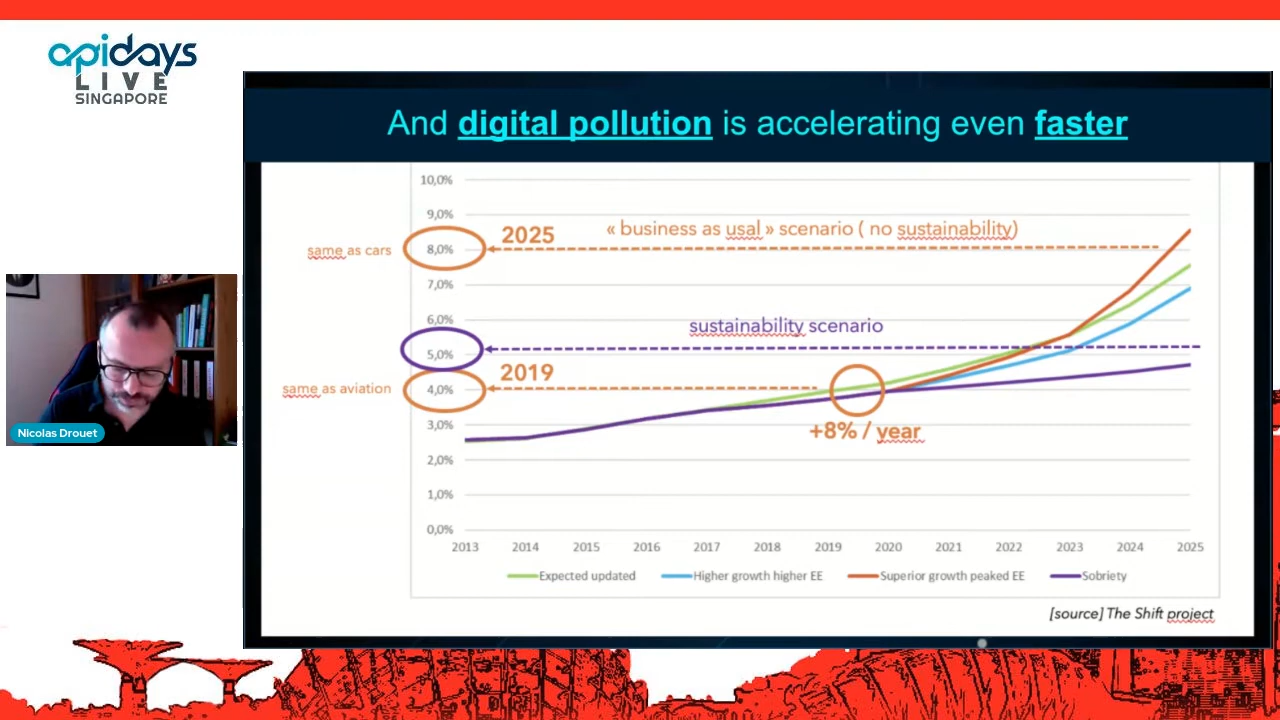 apidays
LIVE
SINGAPORE
And digital pollution is accelerating even faster
10,0%
9,0%
8,0%
7,0%
6,0%
5,0%
4,0%
3,0%
2,0%
1,0%
0,0%
same as cars
2025
« business as usal » scenario ( no sustainability)
sustainability scenario
same as aviation
2019
+8% / year
2013 2014 2015 2016 2017 2018 2019 2020 2021 2022 2023 2024 2025
Expected updated Higher growth higher EE Superior growth peaked EE Sobriety
[source] The Shift project
Nicolas Drouet